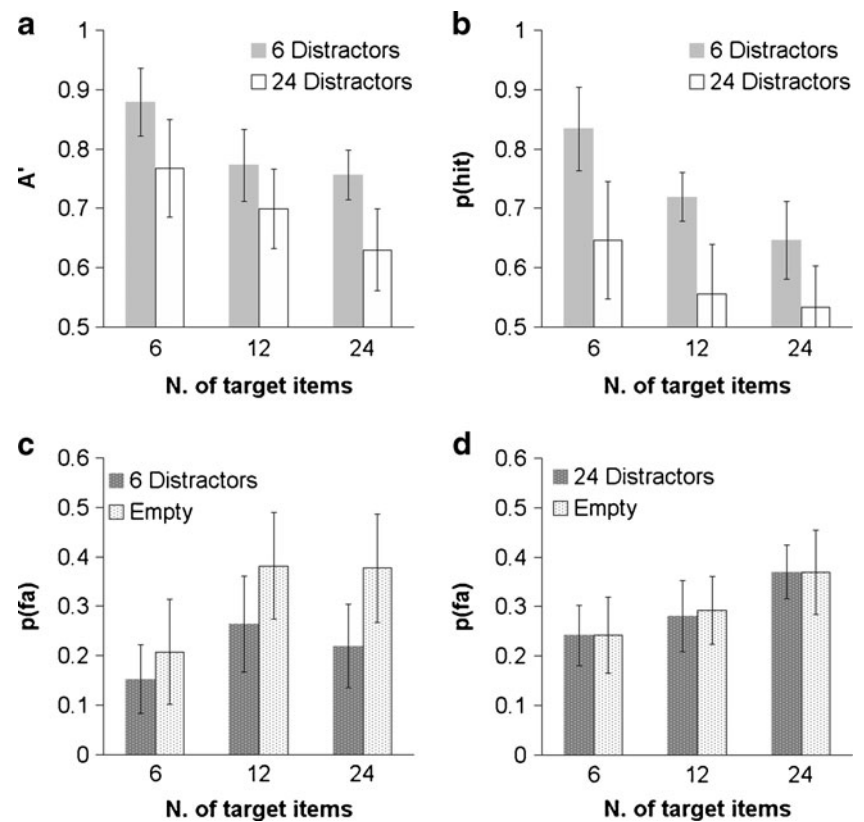 a
6 Distractors
24 Distractors
1
0.9
0.8
0.7
0.6
0.5
A'
6 12 24
N. of target items
b
6 Distractors
24 Distractors
1
0.9
0.8
0.7
0.6
0.5
p(hit)
6 12 24
N. of target items
c
6 Distractors
Empty
0.6
0.5
0.4
0.3
0.2
0.1
0
p(fa)
6 12 24
N. of target items
d
24 Distractors
Empty
0.6
0.5
0.4
0.3
0.2
0.1
0
p(fa)
6 12 24
N. of target items